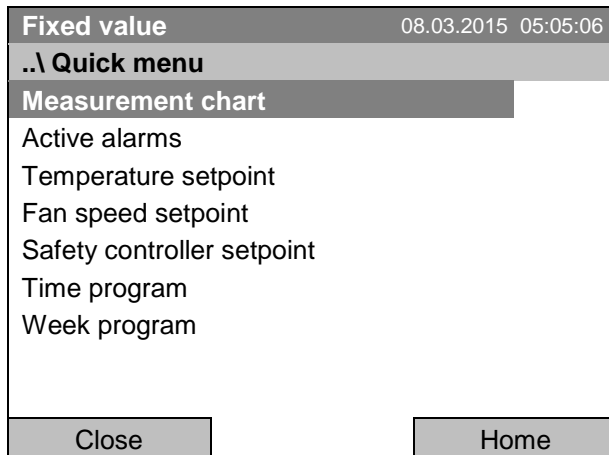 Fixed value 08.03.2015 05:05:06
..\ Quick menu
Measurement chart
Active alarms
Temperature setpoint
Fan speed setpoint
Safety controller setpoint
Time program
Week program
Close Home